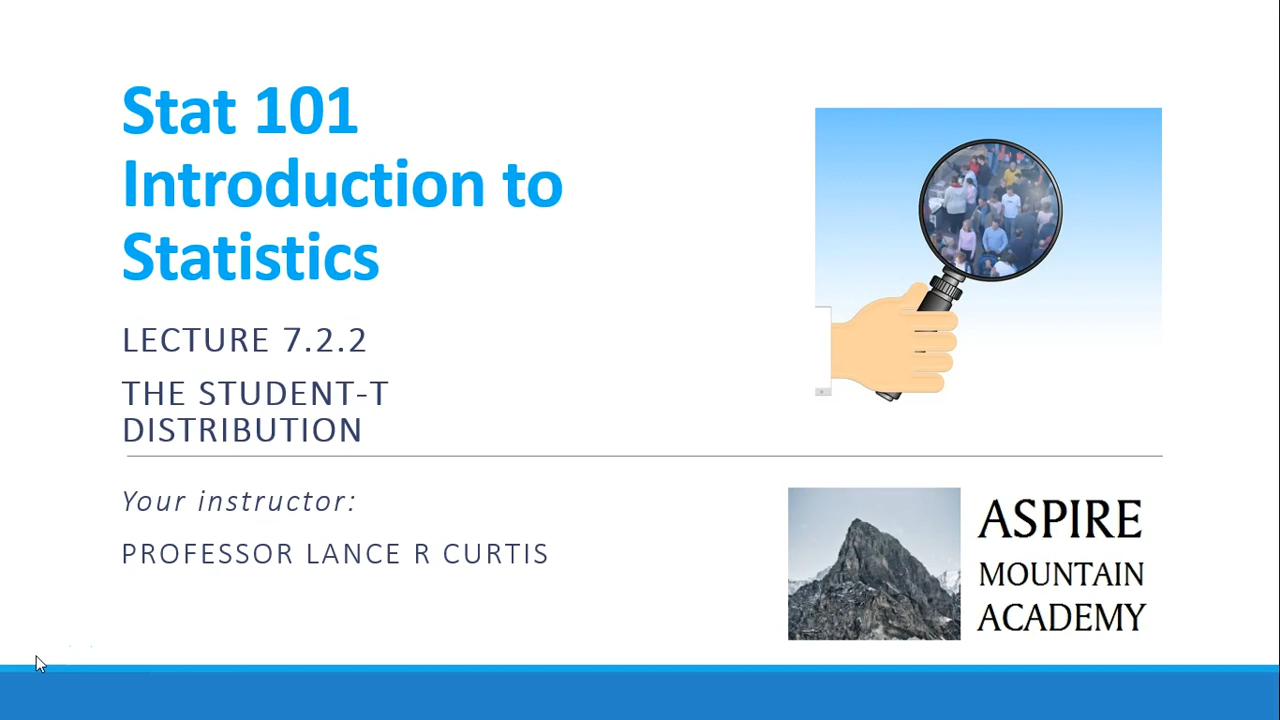 Stat 101
Introduction to
Statistics
LECTURE 7.2.2
THE STUDENT-T
DISTRIBUTION
Your instructor:
PROFESSOR LANCE R CURTIS
ASPIRE
MOUNTAIN
ACADEMY